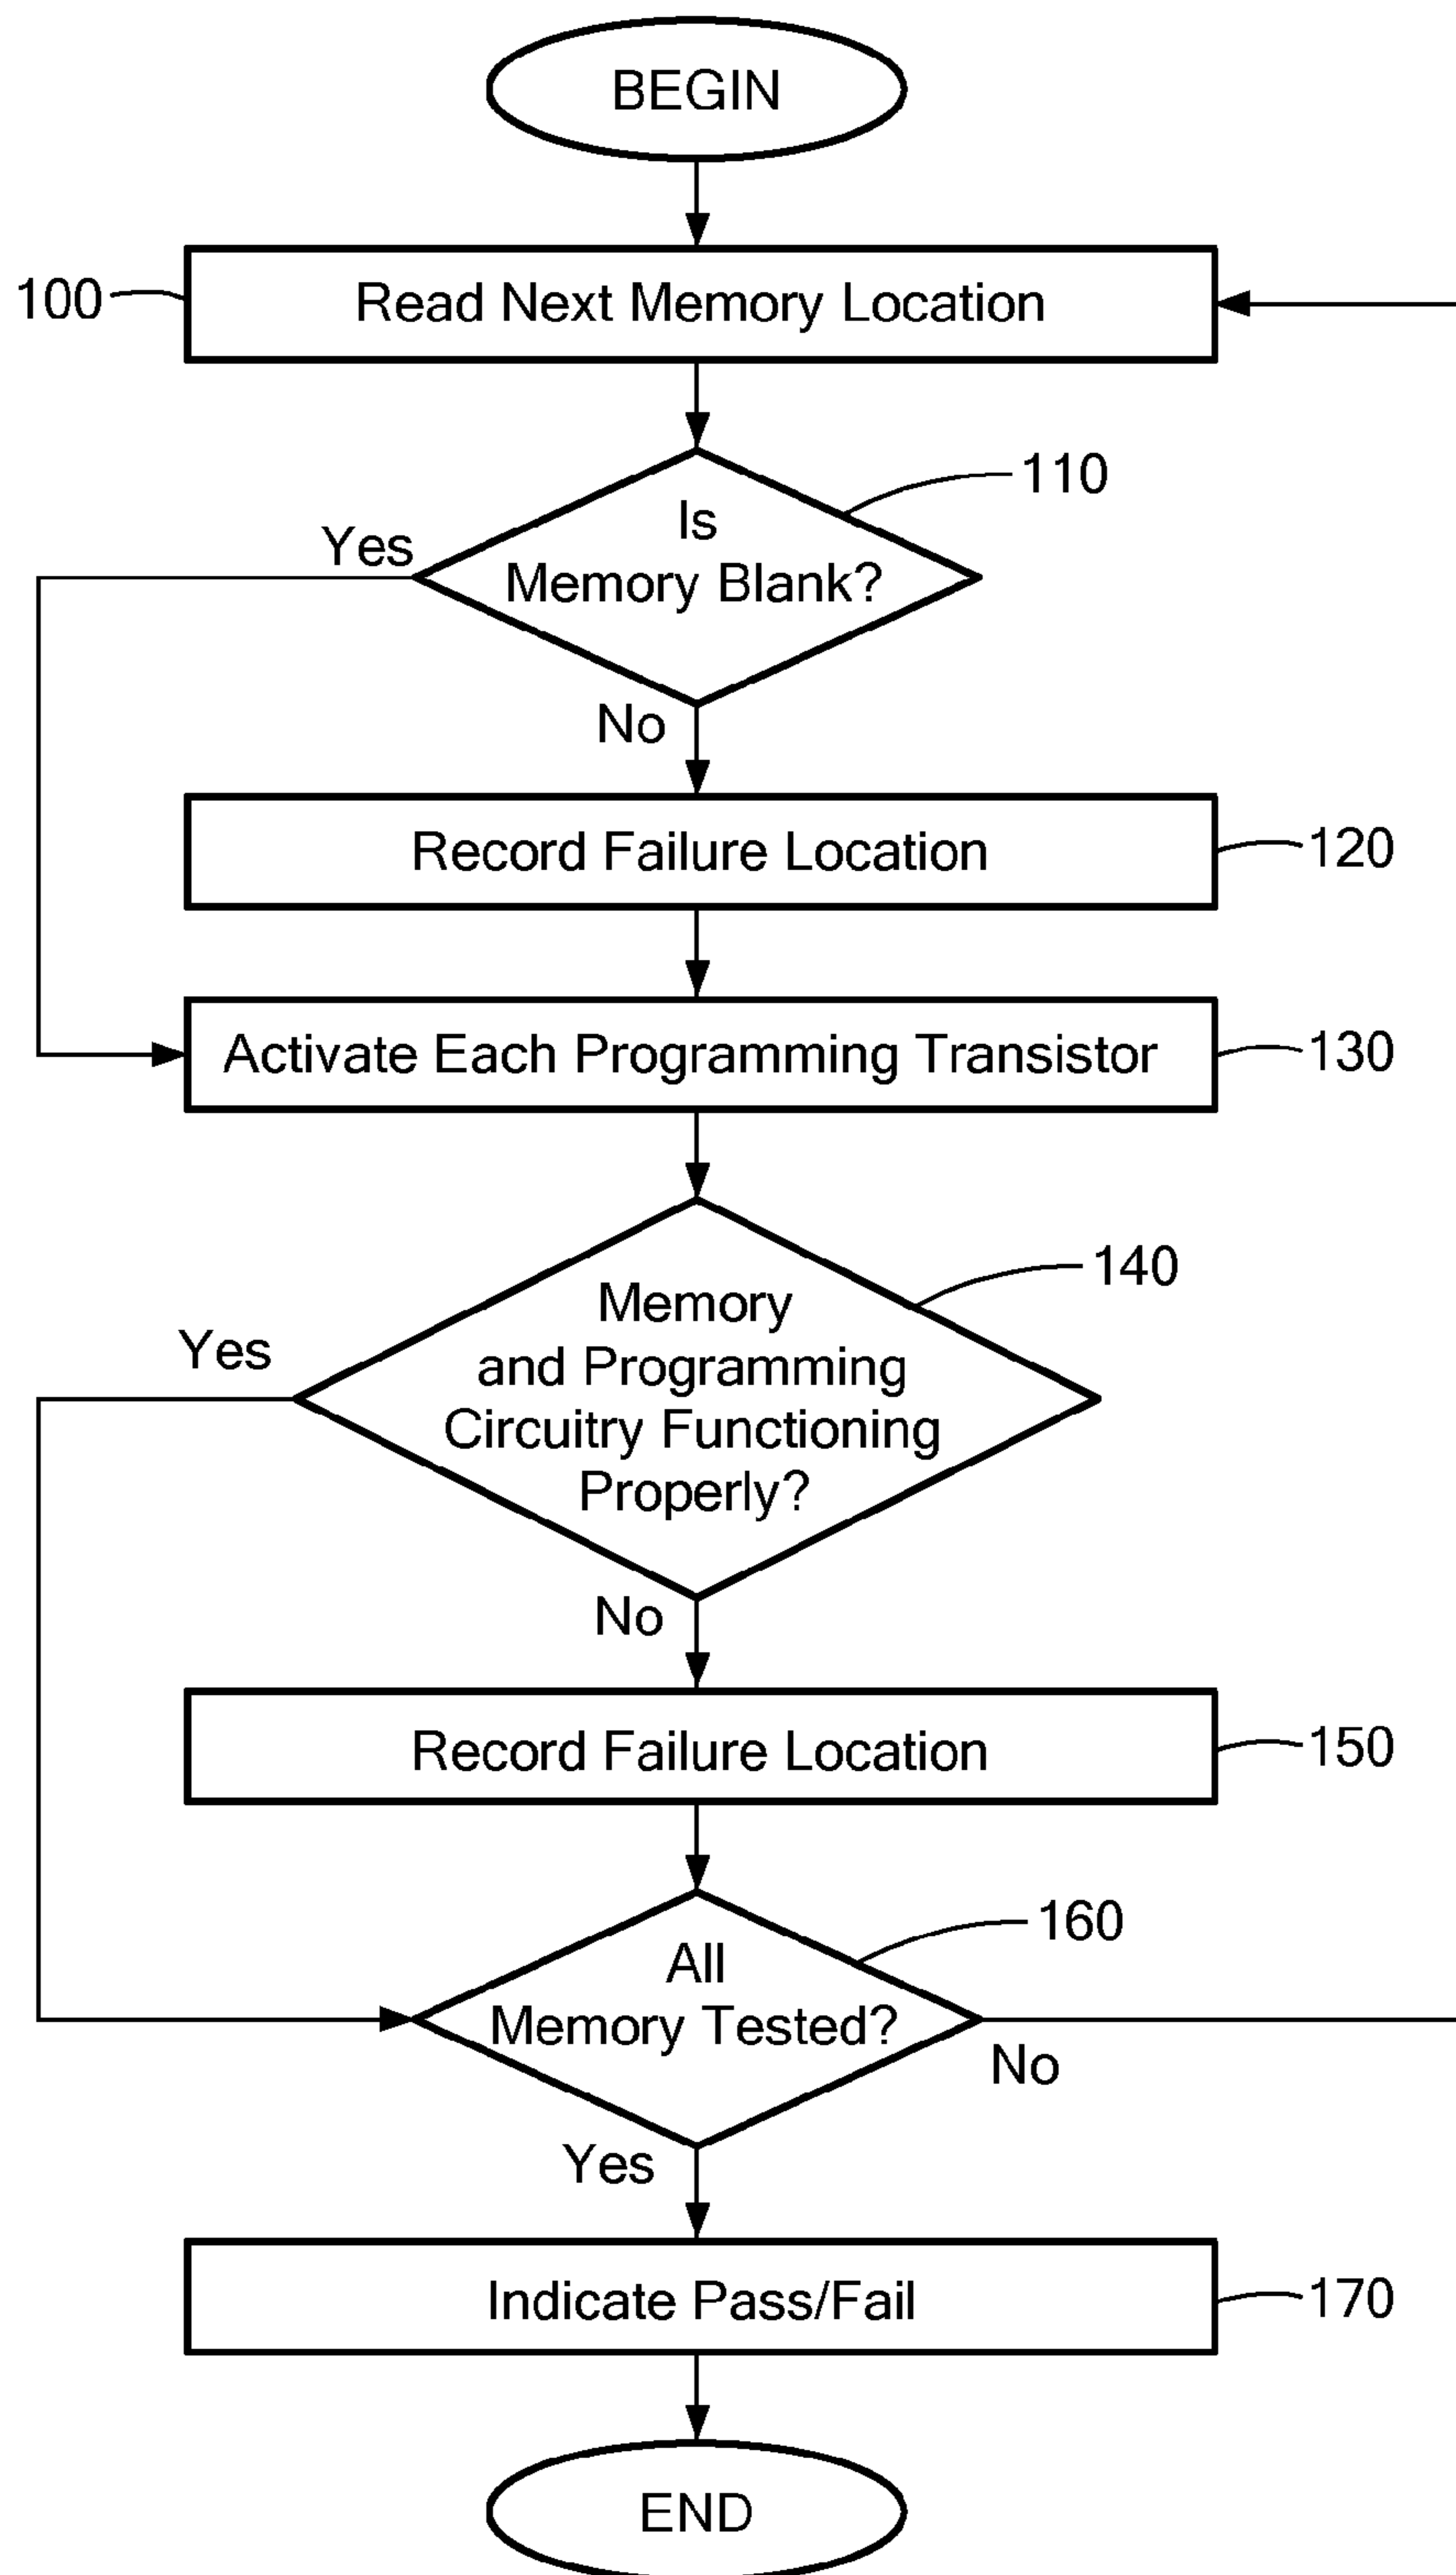 BEGIN
100
Read Next Memory Location
110
Is
Memory Blank?
Yes
No
Record Failure Location
120
Activate Each Programming Transistor
130
140
Memory
and Programming
Circuitry Functioning
Properly?
Yes
No
Record Failure Location
150
160
All
Memory Tested?
No
Yes
Indicate Pass/Fail
170
END